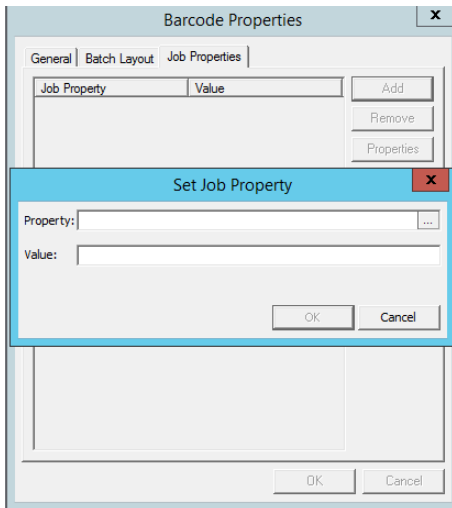 Barcode Properties
x
General Batch Layout Job Properties
Job Property Value
Add
Remove
Properties
Set Job Property
x
Property: ...
Value:
OK Cancel
OK Cancel